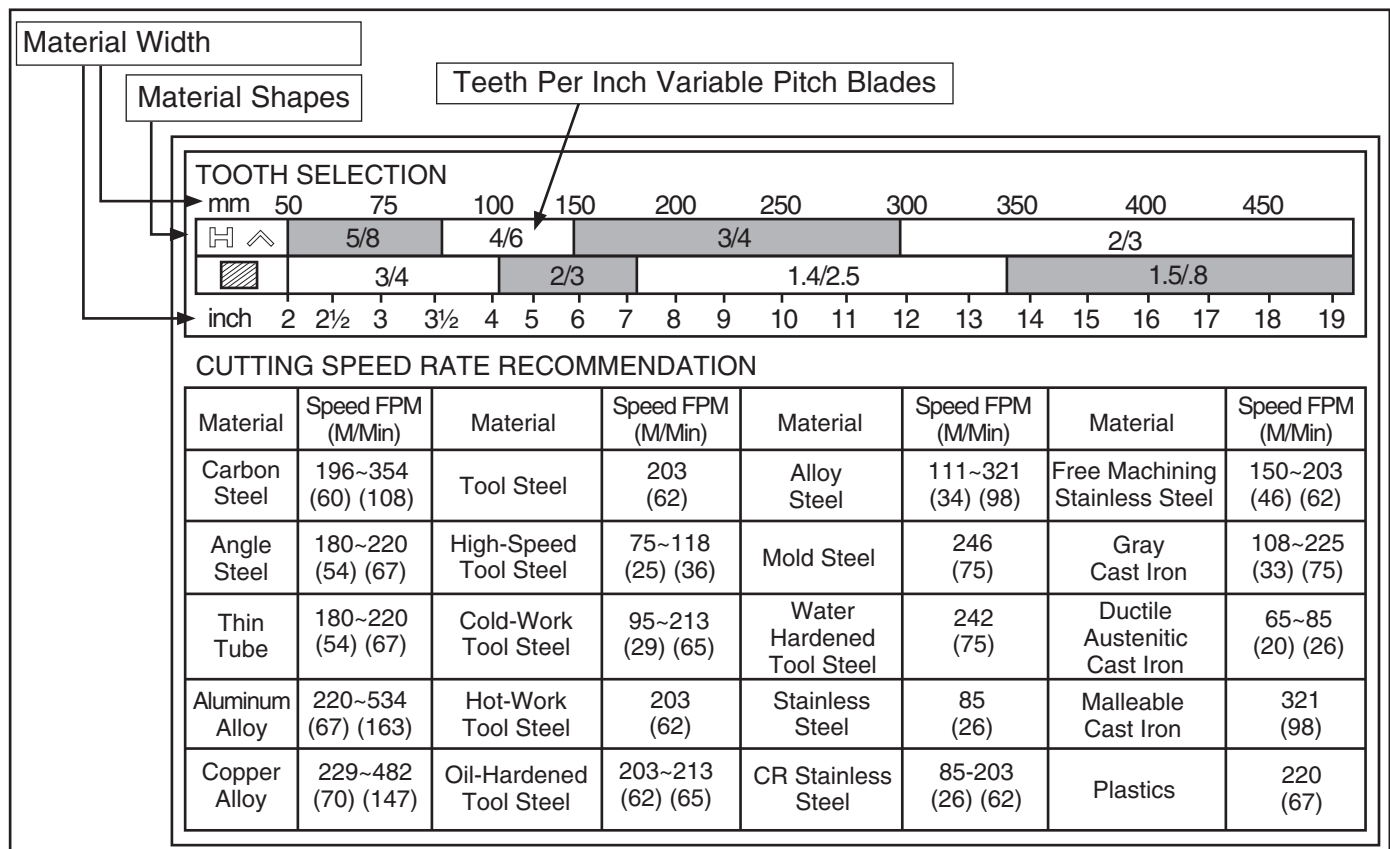 Material Width
Material Shapes
Teeth Per Inch Variable Pitch Blades
TOOTH SELECTION
mm 50 75 100 150 200 250 300 350 400 450
5/8 4/6 3/4 2/3
3/4 2/3 1.4/2.5 1.5/.8
inch 2 2½ 3 3½ 4 5 6 7 8 9 10 11 12 13 14 15 16 17 18 19
CUTTING SPEED RATE RECOMMENDATION
Material Speed FPM (M/Min) Material Speed FPM (M/Min) Material Speed FPM (M/Min) Material Speed FPM (M/Min)
Carbon Steel 196~354 (60) (108) Tool Steel 203 (62) Alloy Steel 111~321 (34) (98) Free Machining Stainless Steel 150~203 (46) (62)
Angle Steel 180~220 (54) (67) High-Speed Tool Steel 75~118 (25) (36) Mold Steel 246 (75) Gray Cast Iron 108~225 (33) (75)
Thin Tube 180~220 (54) (67) Cold-Work Tool Steel 95~213 (29) (65) Water Hardened Tool Steel 242 (75) Ductile Austenitic Cast Iron 65~85 (20) (26)
Aluminum Alloy 220~534 (67) (163) Hot-Work Tool Steel 203 (62) Stainless Steel 85 (26) Malleable Cast Iron 321 (98)
Copper Alloy 229~482 (70) (147) Oil-Hardened Tool Steel 203~213 (62) (65) CR Stainless Steel 85-203 (26) (62) Plastics 220 (67)